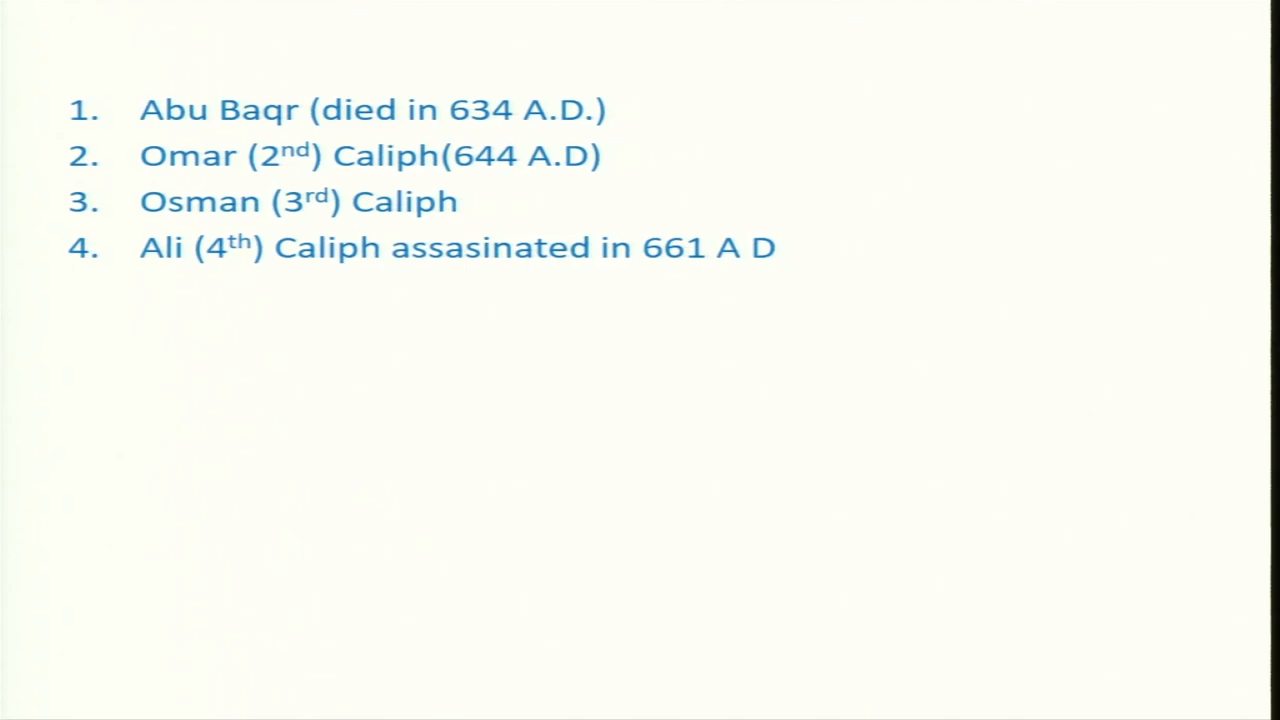 1. Abu Baqr (died in 634 A.D.)
2. Omar (2nd) Caliph(644 A.D)
3. Osman (3rd) Caliph
4. Ali (4th) Caliph assasinated in 661 A D